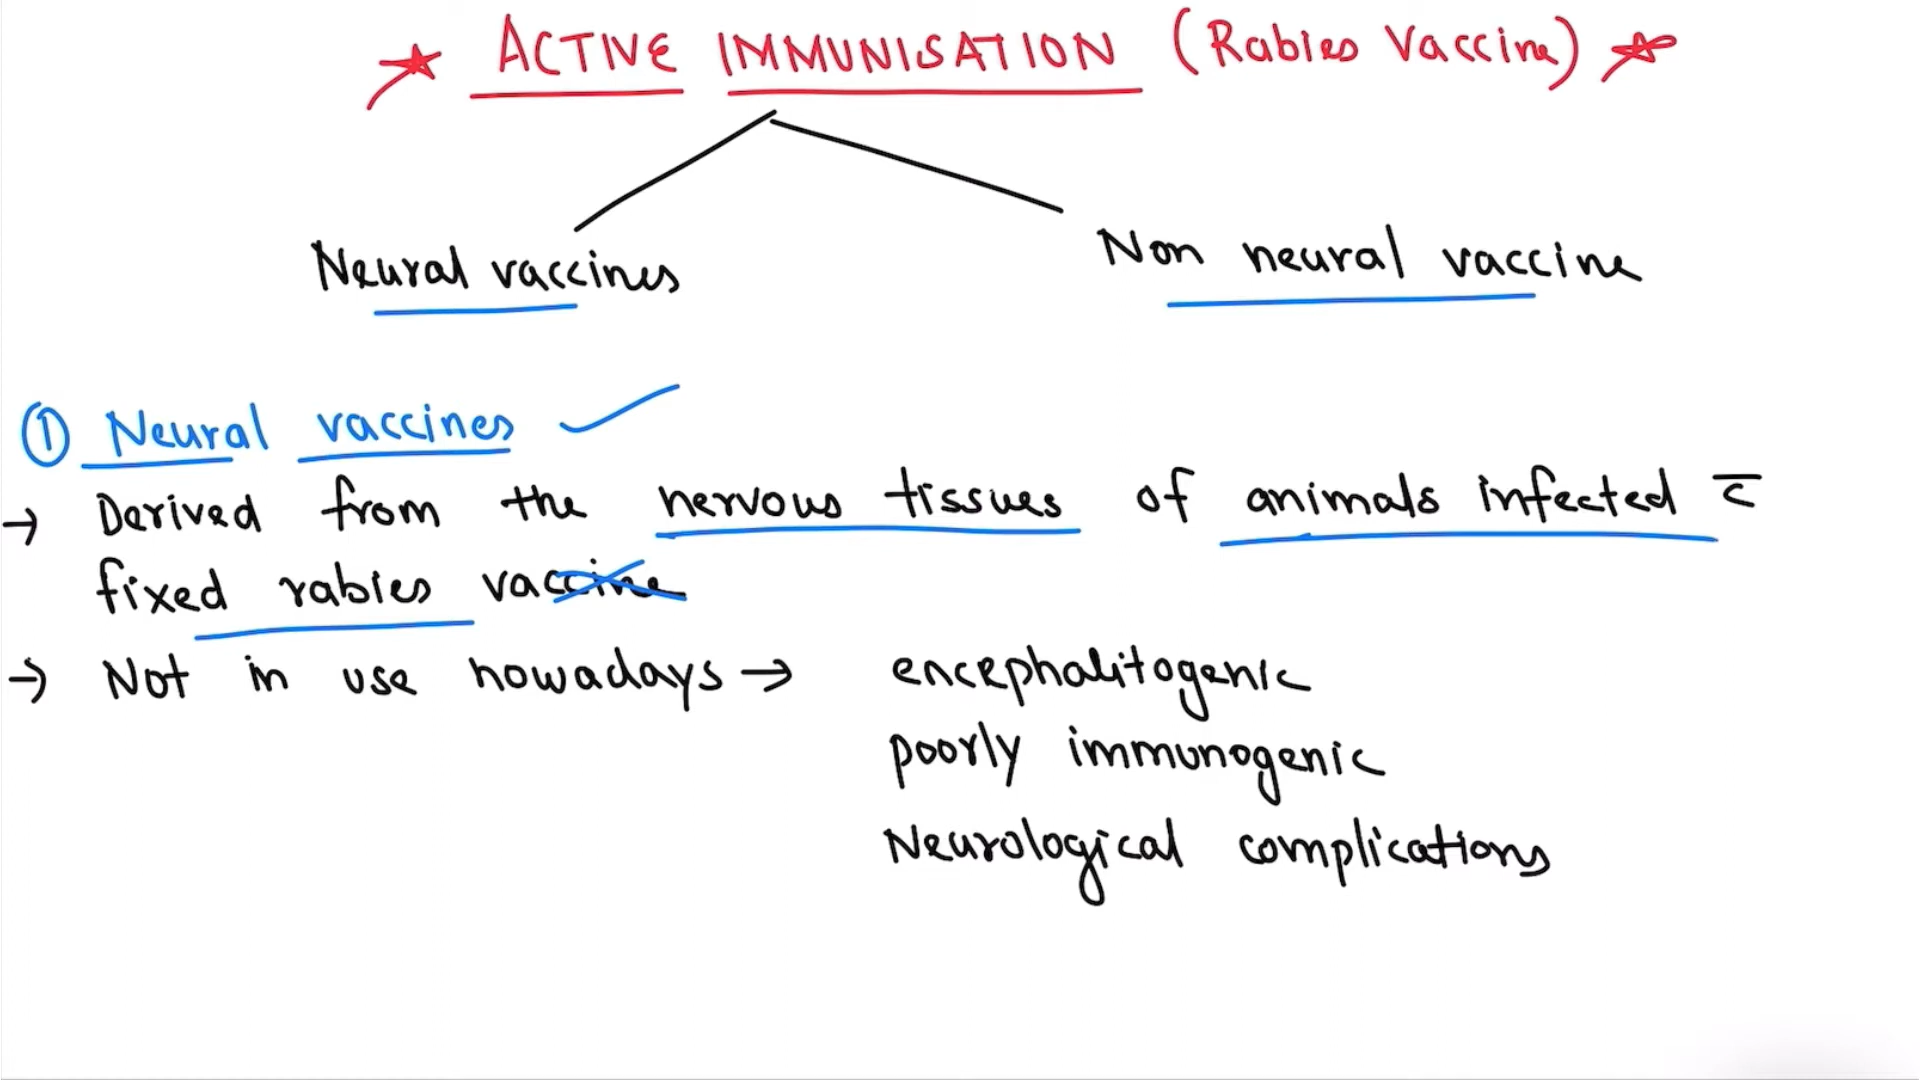 ★ ACTIVE IMMUNISATION (Rabies Vaccine) ★
Neural vaccines
Non neural vaccine
① Neural vaccines ✓
→ Derived from the nervous tissues of animals infected c̅
fixed rabies vaccine
→ Not in use nowadays → encephalitogenic
poorly immunogenic
Neurological complications